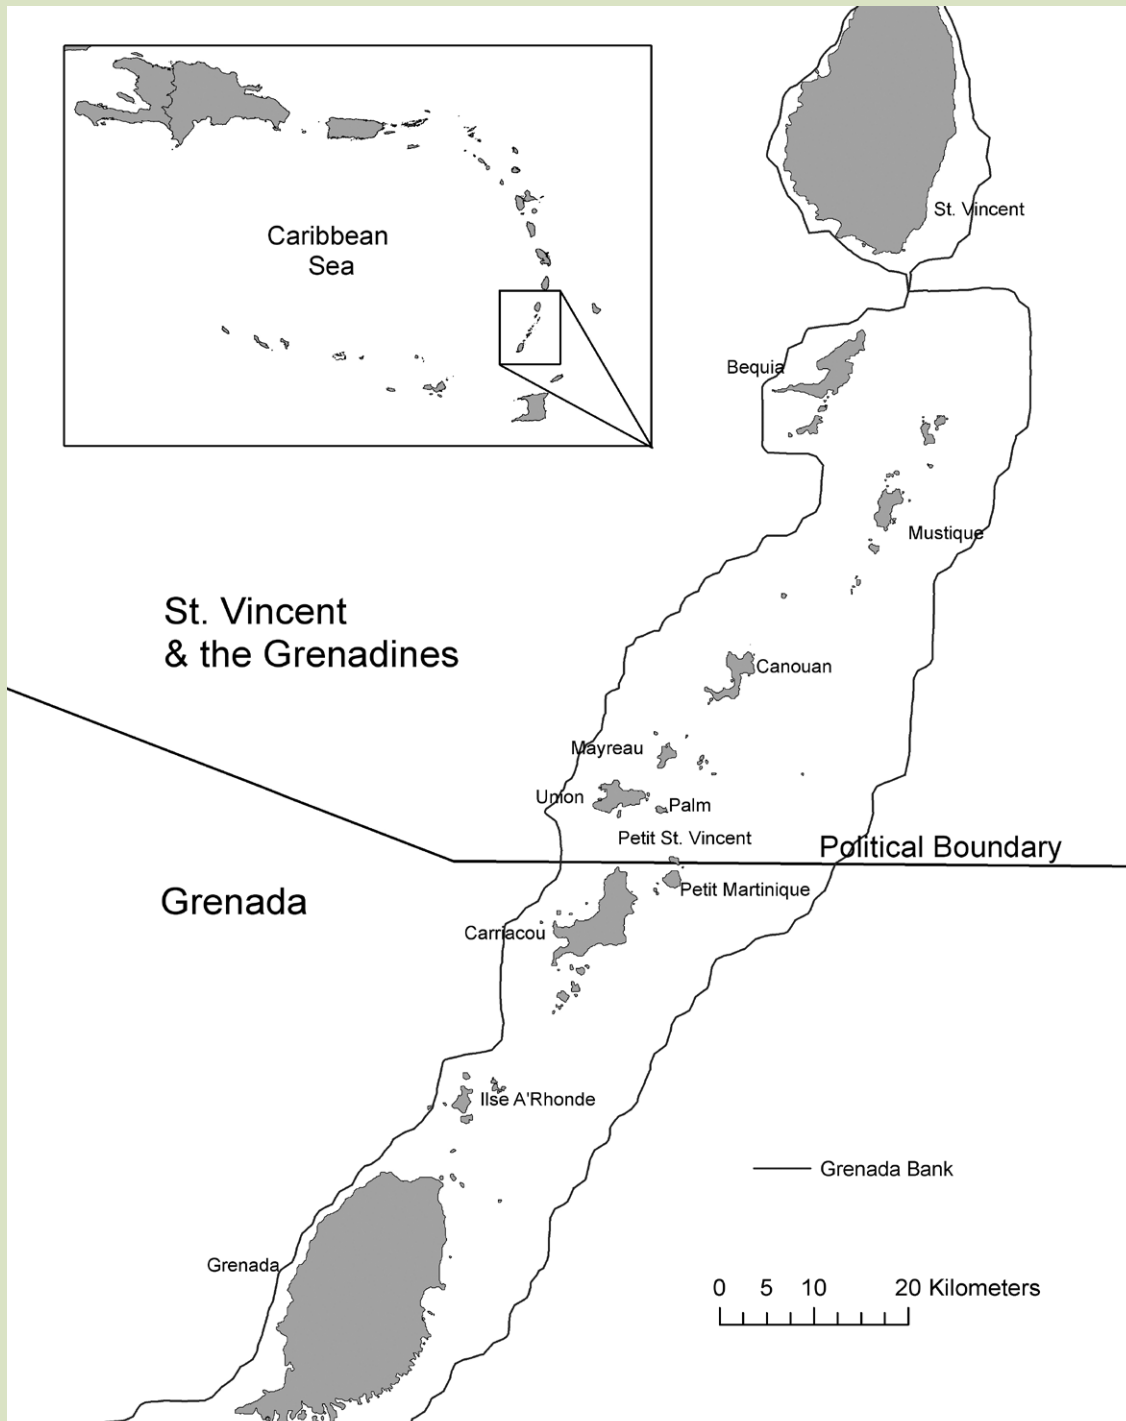 Caribbean
Sea
St. Vincent
Bequia
Mustique
St. Vincent
& the Grenadines
Canouan
Mayreau
Union
Palm
Petit St. Vincent
Political Boundary
Grenada
Petit Martinique
Carriacou
Ilse A'Rhonde
Grenada Bank
Grenada
0 5 10 20 Kilometers